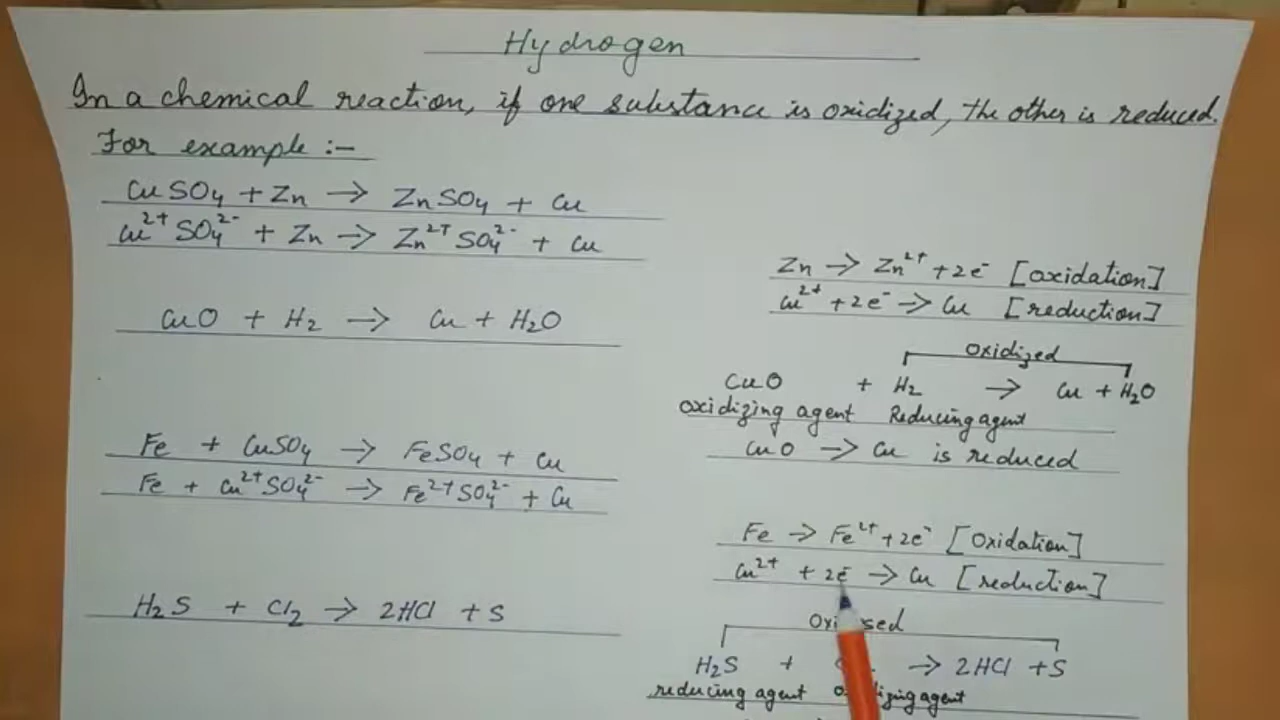 Hydrogen
In a chemical reaction, if one substance is oxidized, the other is reduced.
For example :-
CuSO₄ + Zn → ZnSO₄ + Cu
Cu²⁺SO₄²⁻ + Zn → Zn²⁺SO₄²⁻ + Cu
Zn → Zn²⁺ + 2e⁻ [oxidation]
Cu²⁺ + 2e⁻ → Cu [reduction]
CuO + H₂ → Cu + H₂O
Oxidized
CuO + H₂ → Cu + H₂O
oxidizing agent Reducing agent
CuO → Cu is reduced
Fe + CuSO₄ → FeSO₄ + Cu
Fe + Cu²⁺SO₄²⁻ → Fe²⁺SO₄²⁻ + Cu
Fe → Fe²⁺ + 2e⁻ [Oxidation]
Cu²⁺ + 2e⁻ → Cu [reduction]
H₂S + Cl₂ → 2HCl + S
H₂S + → 2HCl + S
reducing agent agent